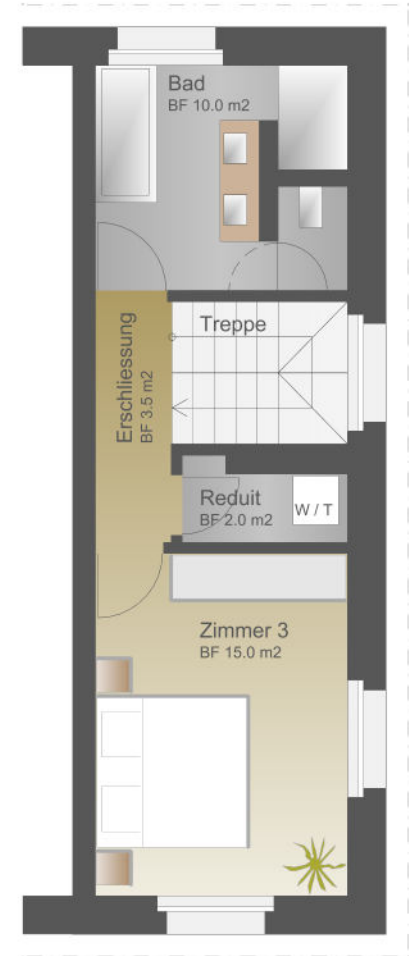 Bad
BF 10.0 m2
Treppe
Erschliessung
BF 3.5 m2
Reduit
BF 2.0 m2
W / T
Zimmer 3
BF 15.0 m2